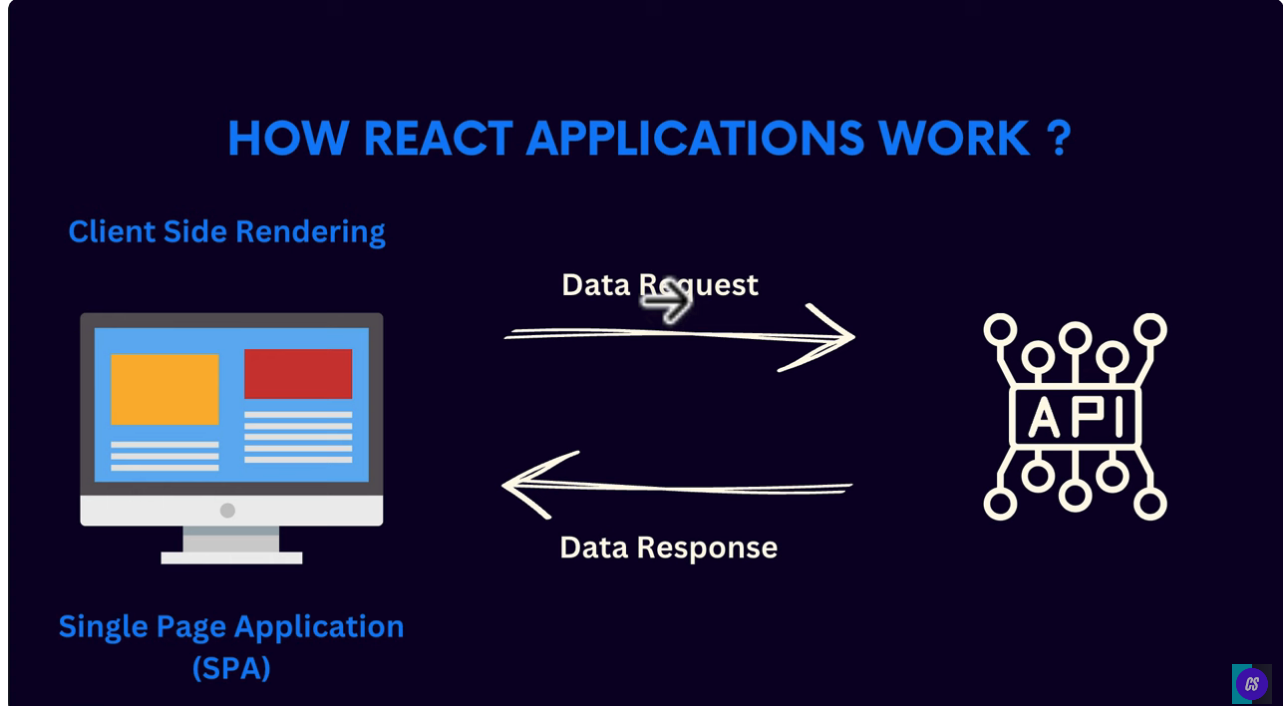 HOW REACT APPLICATIONS WORK ?
Client Side Rendering
Data Request
API
Data Response
Single Page Application
(SPA)
CS